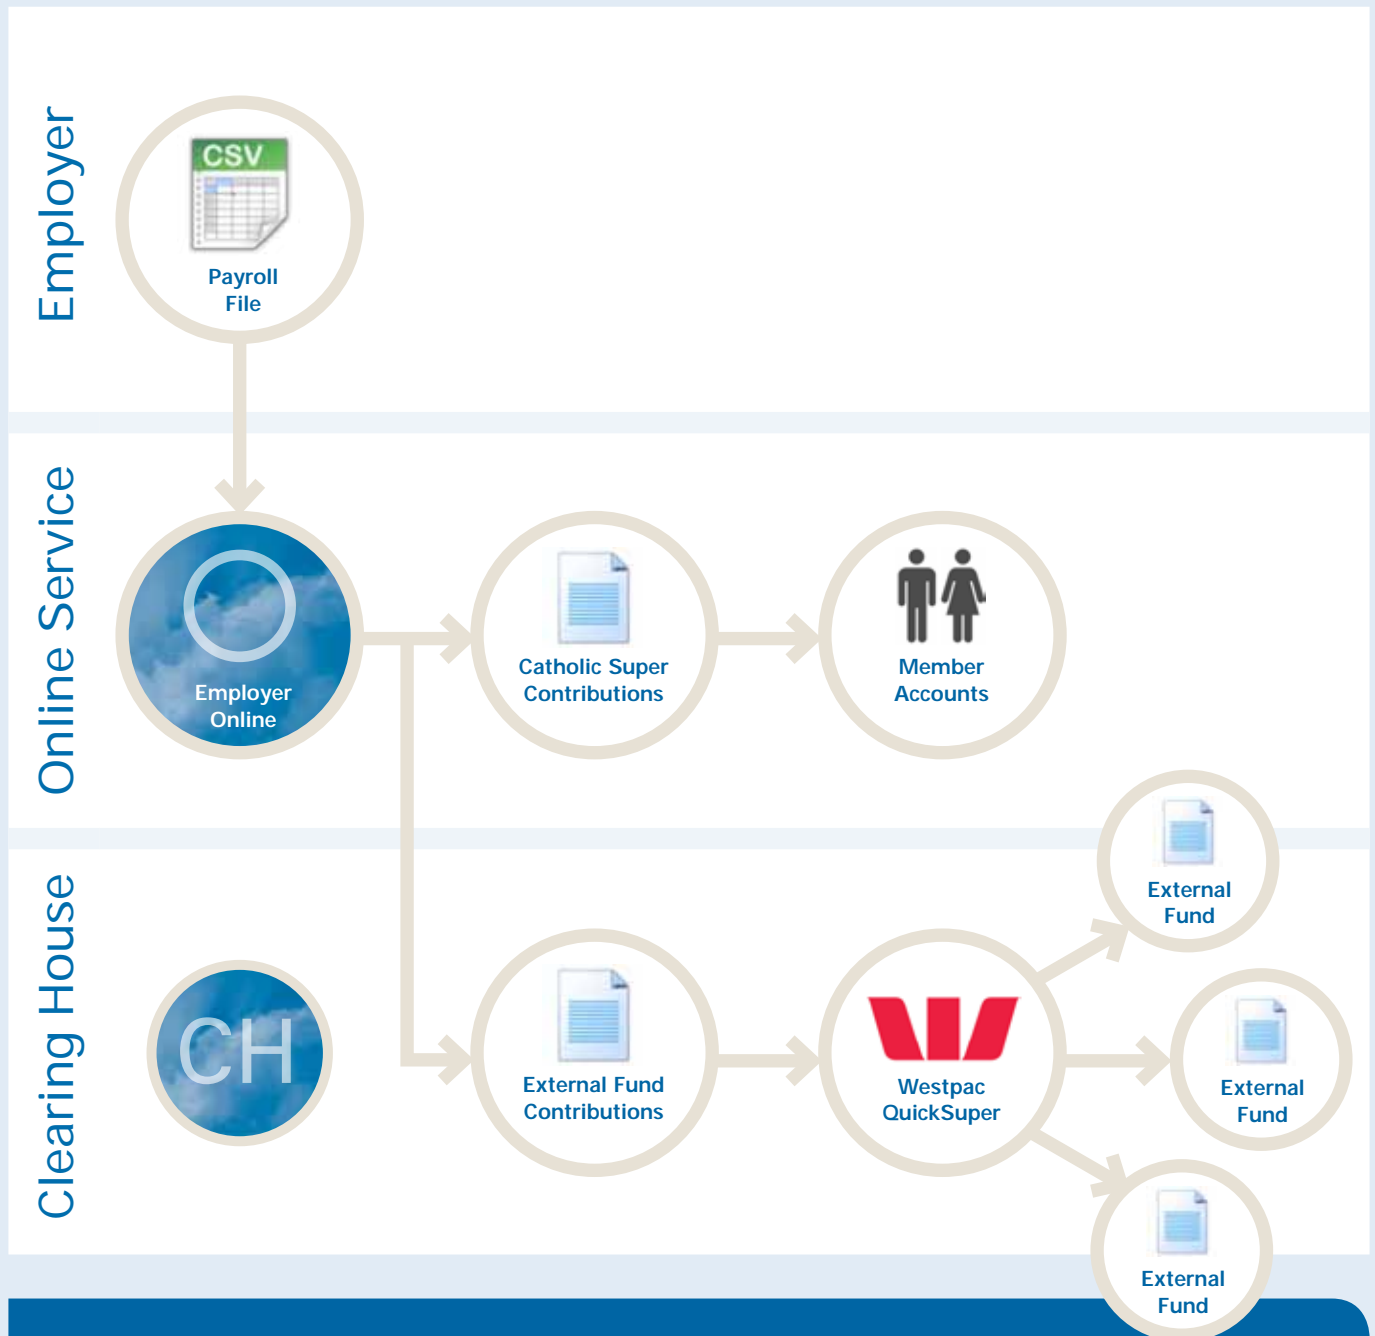 Employer
CSV
Payroll
File
Online Service
Employer
Online
Catholic Super
Contributions
Member
Accounts
Clearing House
CH
External Fund
Contributions
Westpac
QuickSuper
External
Fund
External
Fund
External
Fund